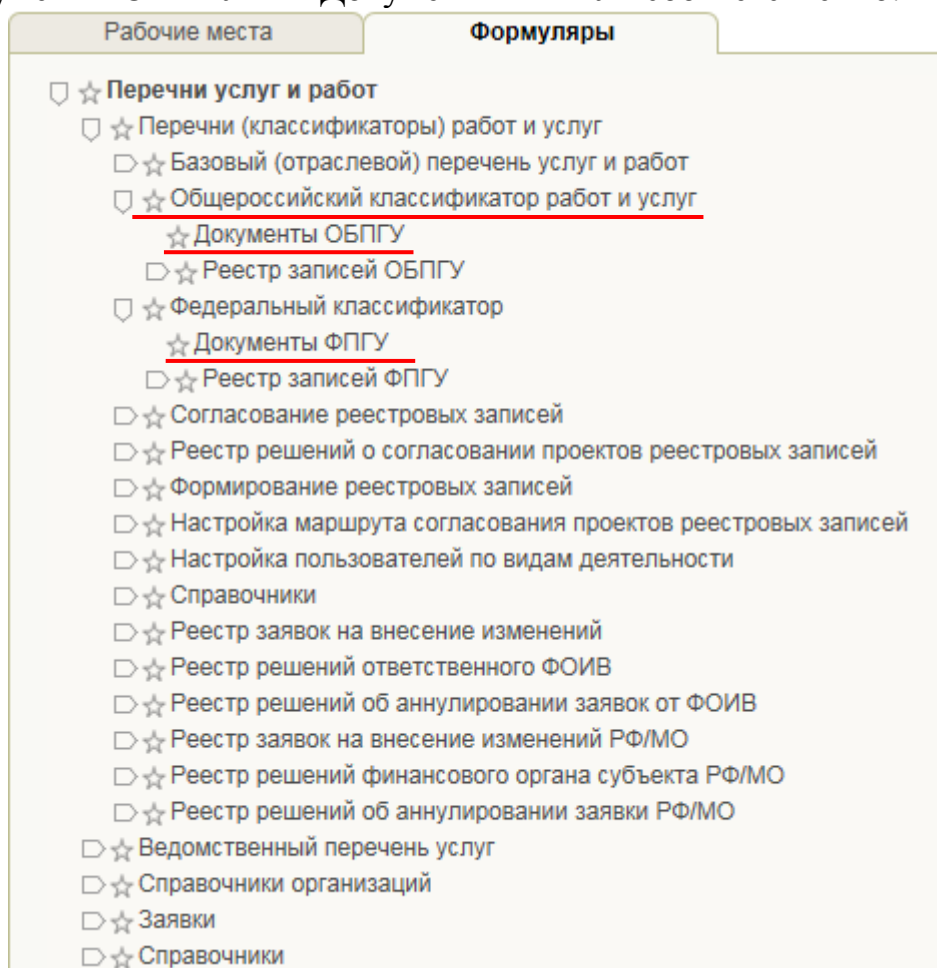 Рабочие места
Формуляры
Перечни услуг и работ
Перечни (классификаторы) работ и услуг
Базовый (отраслевой) перечень услуг и работ
Общероссийский классификатор работ и услуг
Документы ОБПГУ
Реестр записей ОБПГУ
Федеральный классификатор
Документы ФПГУ
Реестр записей ФПГУ
Согласование реестровых записей
Реестр решений о согласовании проектов реестровых записей
Формирование реестровых записей
Настройка маршрута согласования проектов реестровых записей
Настройка пользователей по видам деятельности
Справочники
Реестр заявок на внесение изменений
Реестр решений ответственного ФОИВ
Реестр решений об аннулировании заявок от ФОИВ
Реестр заявок на внесение изменений РФ/МО
Реестр решений финансового органа субъекта РФ/МО
Реестр решений об аннулировании заявки РФ/МО
Ведомственный перечень услуг
Справочники организаций
Заявки
Справочники